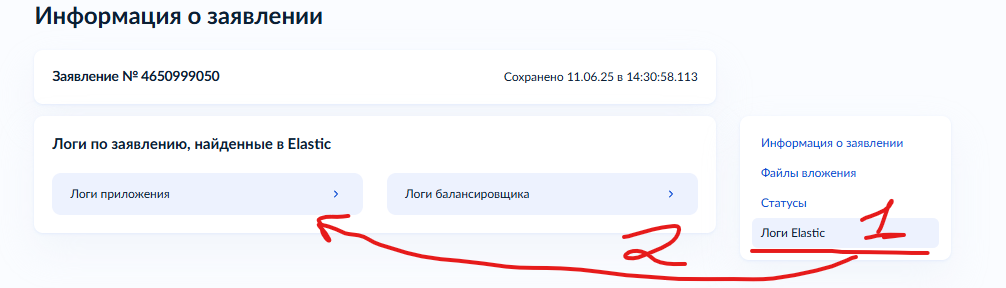 Информация о заявлении
Заявление № 4650999050 Сохранено 11.06.25 в 14:30:58.113
Логи по заявлению, найденные в Elastic
Логи приложения
Логи балансировщика
Информация о заявлении
Файлы вложения
Статусы
Логи Elastic
1
2